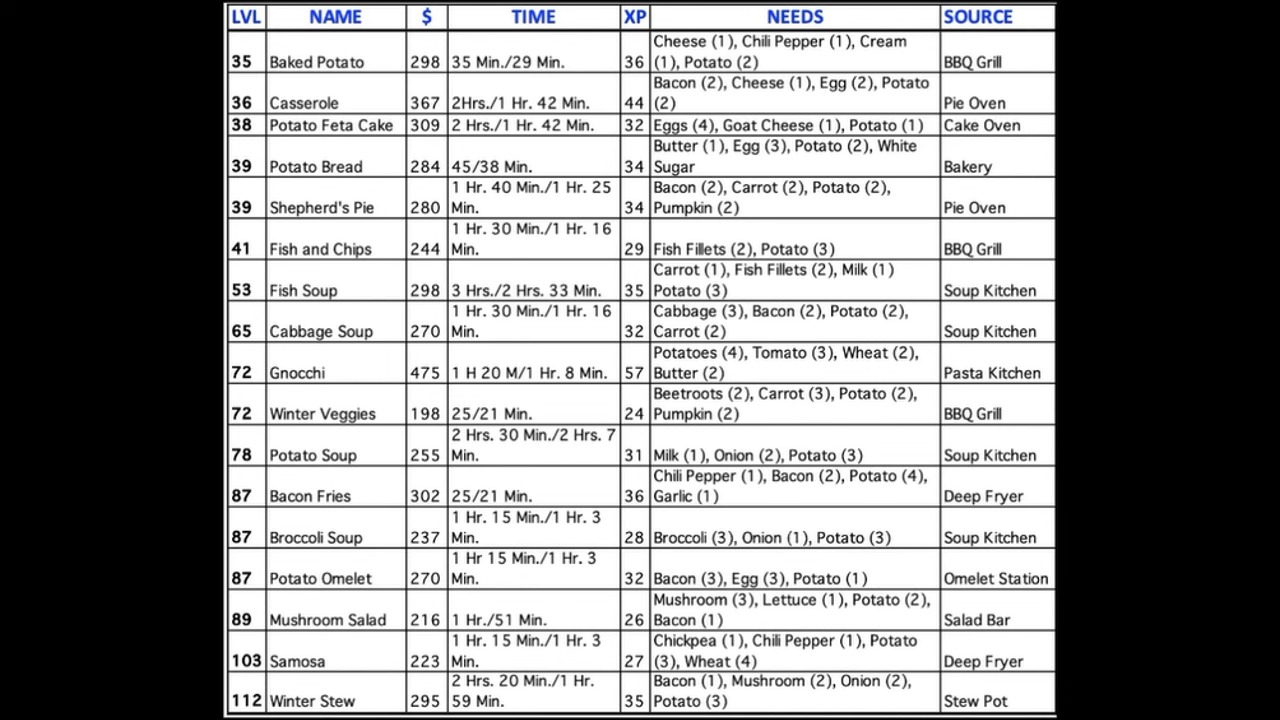 LVL NAME $ TIME XP NEEDS SOURCE
35 Baked Potato 298 35 Min./29 Min. 36 Cheese (1), Chili Pepper (1), Cream
(1), Potato (2) BBQ Grill
36 Casserole 367 2Hrs./1 Hr. 42 Min. 44 Bacon (2), Cheese (1), Egg (2), Potato
(2) Pie Oven
38 Potato Feta Cake 309 2 Hrs./1 Hr. 42 Min. 32 Eggs (4), Goat Cheese (1), Potato (1) Cake Oven
39 Potato Bread 284 45/38 Min. 34 Butter (1), Egg (3), Potato (2), White
Sugar Bakery
39 Shepherd's Pie 280 1 Hr. 40 Min./1 Hr. 25
Min. 34 Bacon (2), Carrot (2), Potato (2),
Pumpkin (2) Pie Oven
41 Fish and Chips 244 1 Hr. 30 Min./1 Hr. 16
Min. 29 Fish Fillets (2), Potato (3) BBQ Grill
53 Fish Soup 298 3 Hrs./2 Hrs. 33 Min. 35 Carrot (1), Fish Fillets (2), Milk (1)
Potato (3) Soup Kitchen
65 Cabbage Soup 270 1 Hr. 30 Min./1 Hr. 16
Min. 32 Cabbage (3), Bacon (2), Potato (2),
Carrot (2) Soup Kitchen
72 Gnocchi 475 1 H 20 M/1 Hr. 8 Min. 57 Potatoes (4), Tomato (3), Wheat (2),
Butter (2) Pasta Kitchen
72 Winter Veggies 198 25/21 Min. 24 Beetroots (2), Carrot (3), Potato (2),
Pumpkin (2) BBQ Grill
78 Potato Soup 255 2 Hrs. 30 Min./2 Hrs. 7
Min. 31 Milk (1), Onion (2), Potato (3) Soup Kitchen
87 Bacon Fries 302 25/21 Min. 36 Chili Pepper (1), Bacon (2), Potato (4),
Garlic (1) Deep Fryer
87 Broccoli Soup 237 1 Hr. 15 Min./1 Hr. 3
Min. 28 Broccoli (3), Onion (1), Potato (3) Soup Kitchen
87 Potato Omelet 270 1 Hr 15 Min./1 Hr. 3
Min. 32 Bacon (3), Egg (3), Potato (1) Omelet Station
89 Mushroom Salad 216 1 Hr./51 Min. 26 Mushroom (3), Lettuce (1), Potato (2),
Bacon (1) Salad Bar
103 Samosa 223 1 Hr. 15 Min./1 Hr. 3
Min. 27 Chickpea (1), Chili Pepper (1), Potato
(3), Wheat (4) Deep Fryer
112 Winter Stew 295 2 Hrs. 20 Min./1 Hr.
59 Min. 35 Bacon (1), Mushroom (2), Onion (2),
Potato (3) Stew Pot